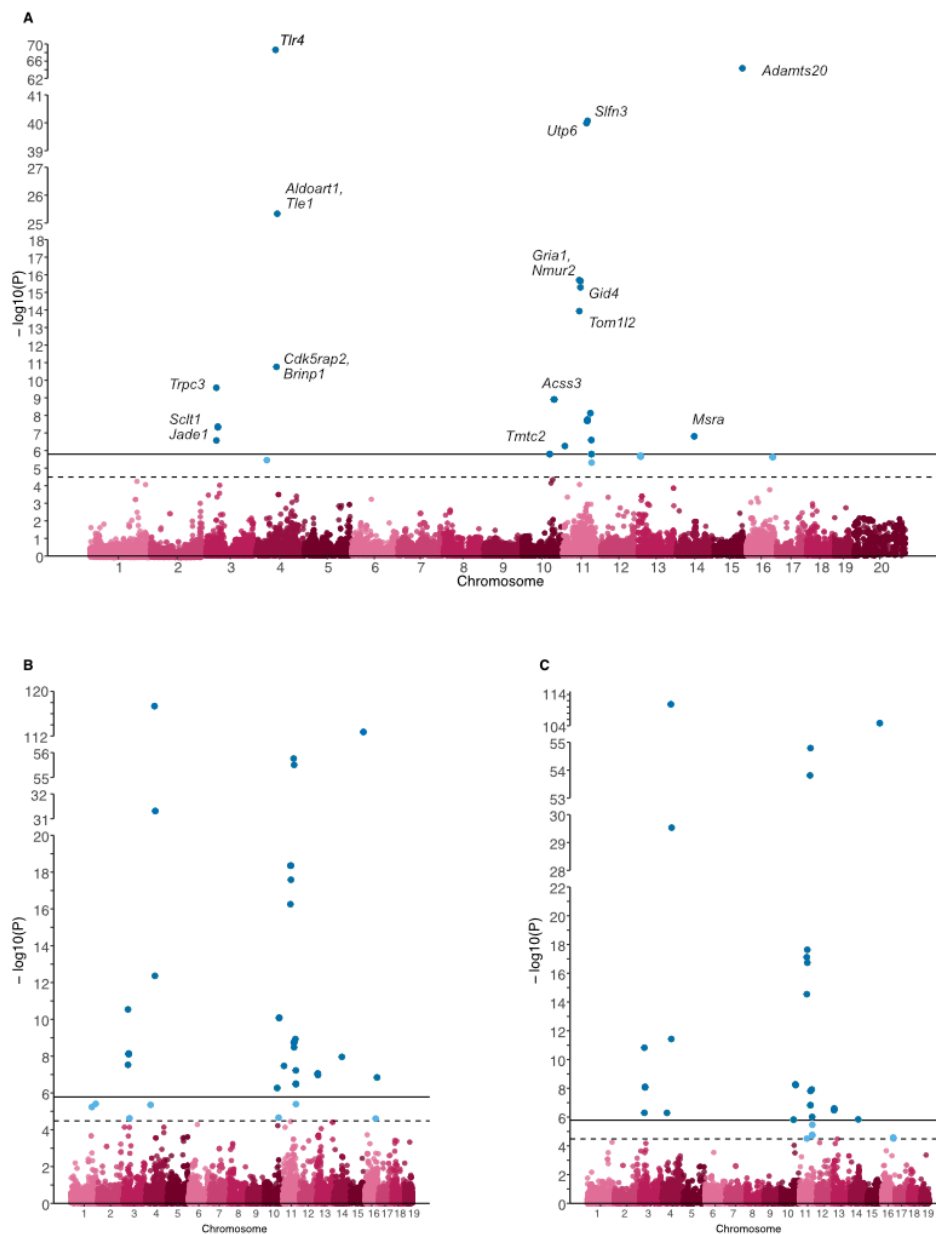 A
70
66
62
41
40
39
27
26
25
18
17
16
15
14
13
12
11
10
9
8
7
6
5
4
3
2
1
0
– log10(P)
Tlr4
Adamts20
Slfn3
Utp6
Aldoart1,
Tle1
Gria1,
Nmur2
Gid4
Tom1l2
Cdk5rap2,
Brinp1
Trpc3
Acss3
Sclt1
Jade1
Msra
Tmtc2
1 2 3 4 5 6 7 8 9 10 11 12 13 14 15 16 17 18 19 20
Chromosome
B
120
112
56
55
32
31
20
18
16
14
12
10
8
6
4
2
0
– log10(P)
1 2 3 4 5 6 7 8 9 10 11 12 13 14 15 16 17 18 19
Chromosome
C
114
104
55
54
53
30
29
28
22
20
18
16
14
12
10
8
6
4
2
0
– log10(P)
1 2 3 4 5 6 7 8 9 10 11 12 13 14 15 16 17 18 19
Chromosome